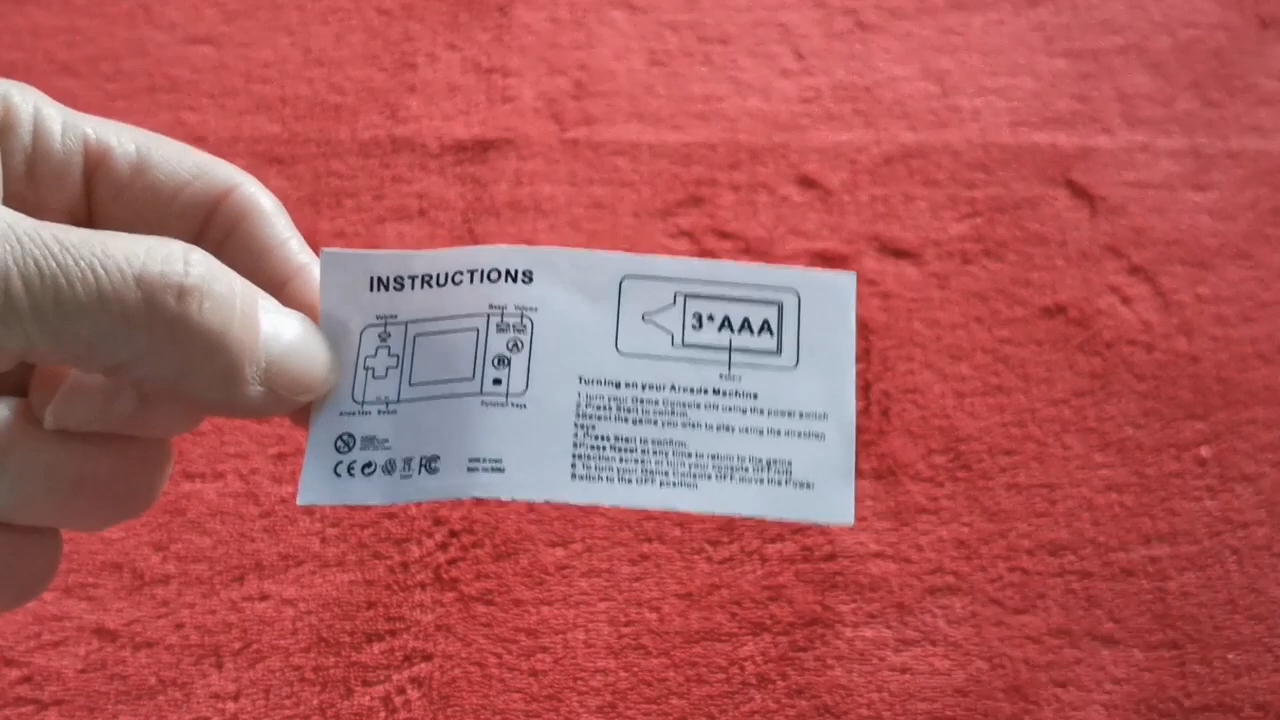 INSTRUCTIONS
Reset Volume
Volume
A
B
Arrow keys Switch
Function keys
CE FC
3*AAA
Turning on your Arcade Machine
1.Turn your Game Console ON using the power switch
2.Press Start to confirm.
3.Select the game you wish to play using the direction
keys
4.Press Start to confirm.
5.Press Reset at any time to return to the game
selection screen or turn your console on/off
6.To turn your Game Console OFF,move the Power
Switch to the OFF position